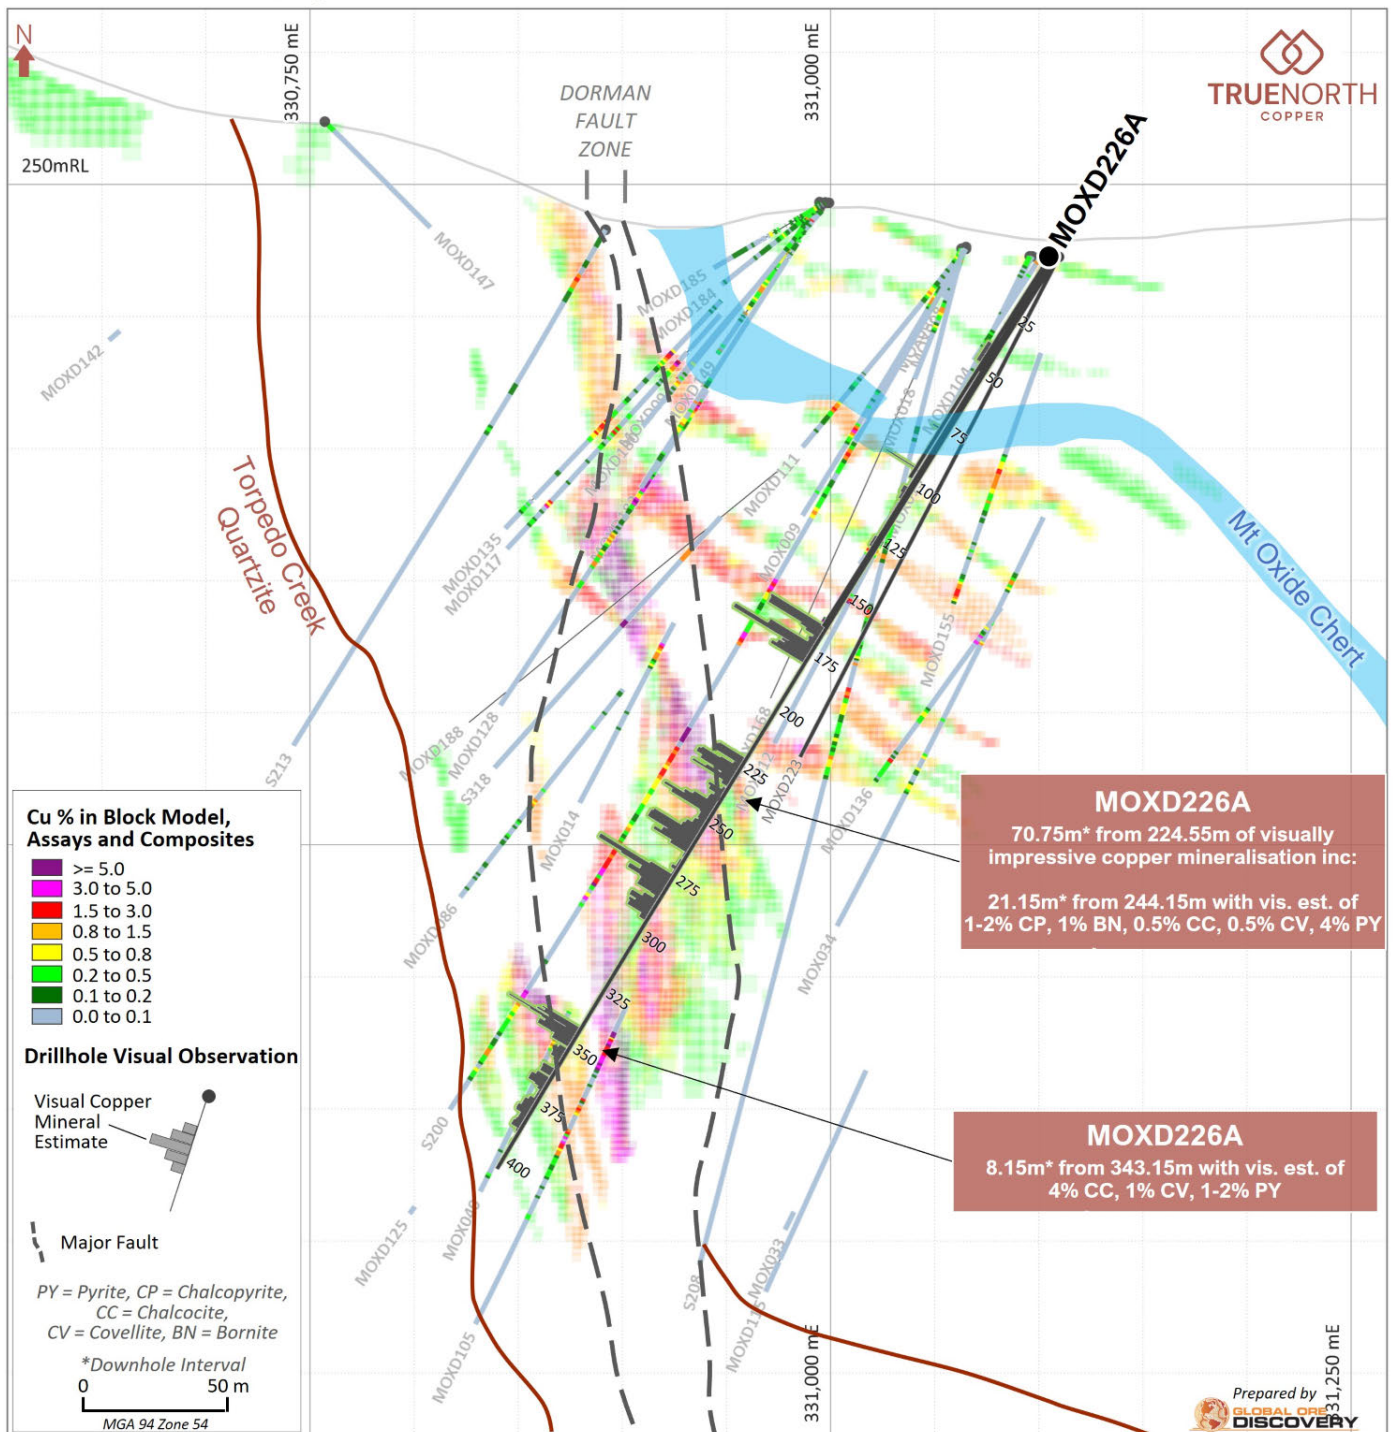 N
330,750 mE
331,000 mE
TRUENORTH
COPPER
DORMAN
FAULT
ZONE
MOXD226A
250mRL
MOXD147
MOXD142
MOXD185
MOXD184
MOXD149
MOXD104
MOX018
25
50
75
100
125
150
175
200
225
250
275
300
325
350
375
400
Torpedo Creek
Quartzite
Mt Oxide Chert
MOXD111
MOX009
MOXD135
MOXD117
MOXD155
MOXD188
MOXD128
S318
S213
MOXD223
MOXD136
MOX014
MOXD086
MOX034
S200
MOXD125
MOXD105
S208
MOX033
MOXD115
MOXD226A
70.75m* from 224.55m of visually
impressive copper mineralisation inc:
21.15m* from 244.15m with vis. est. of
1-2% CP, 1% BN, 0.5% CC, 0.5% CV, 4% PY
MOXD226A
8.15m* from 343.15m with vis. est. of
4% CC, 1% CV, 1-2% PY
Cu % in Block Model,
Assays and Composites
>= 5.0
3.0 to 5.0
1.5 to 3.0
0.8 to 1.5
0.5 to 0.8
0.2 to 0.5
0.1 to 0.2
0.0 to 0.1
Drillhole Visual Observation
Visual Copper
Mineral
Estimate
Major Fault
PY = Pyrite, CP = Chalcopyrite,
CC = Chalcocite,
CV = Covellite, BN = Bornite
*Downhole Interval
0 50 m
MGA 94 Zone 54
331,000 mE
331,250 mE
Prepared by
GLOBAL ORE
DISCOVERY